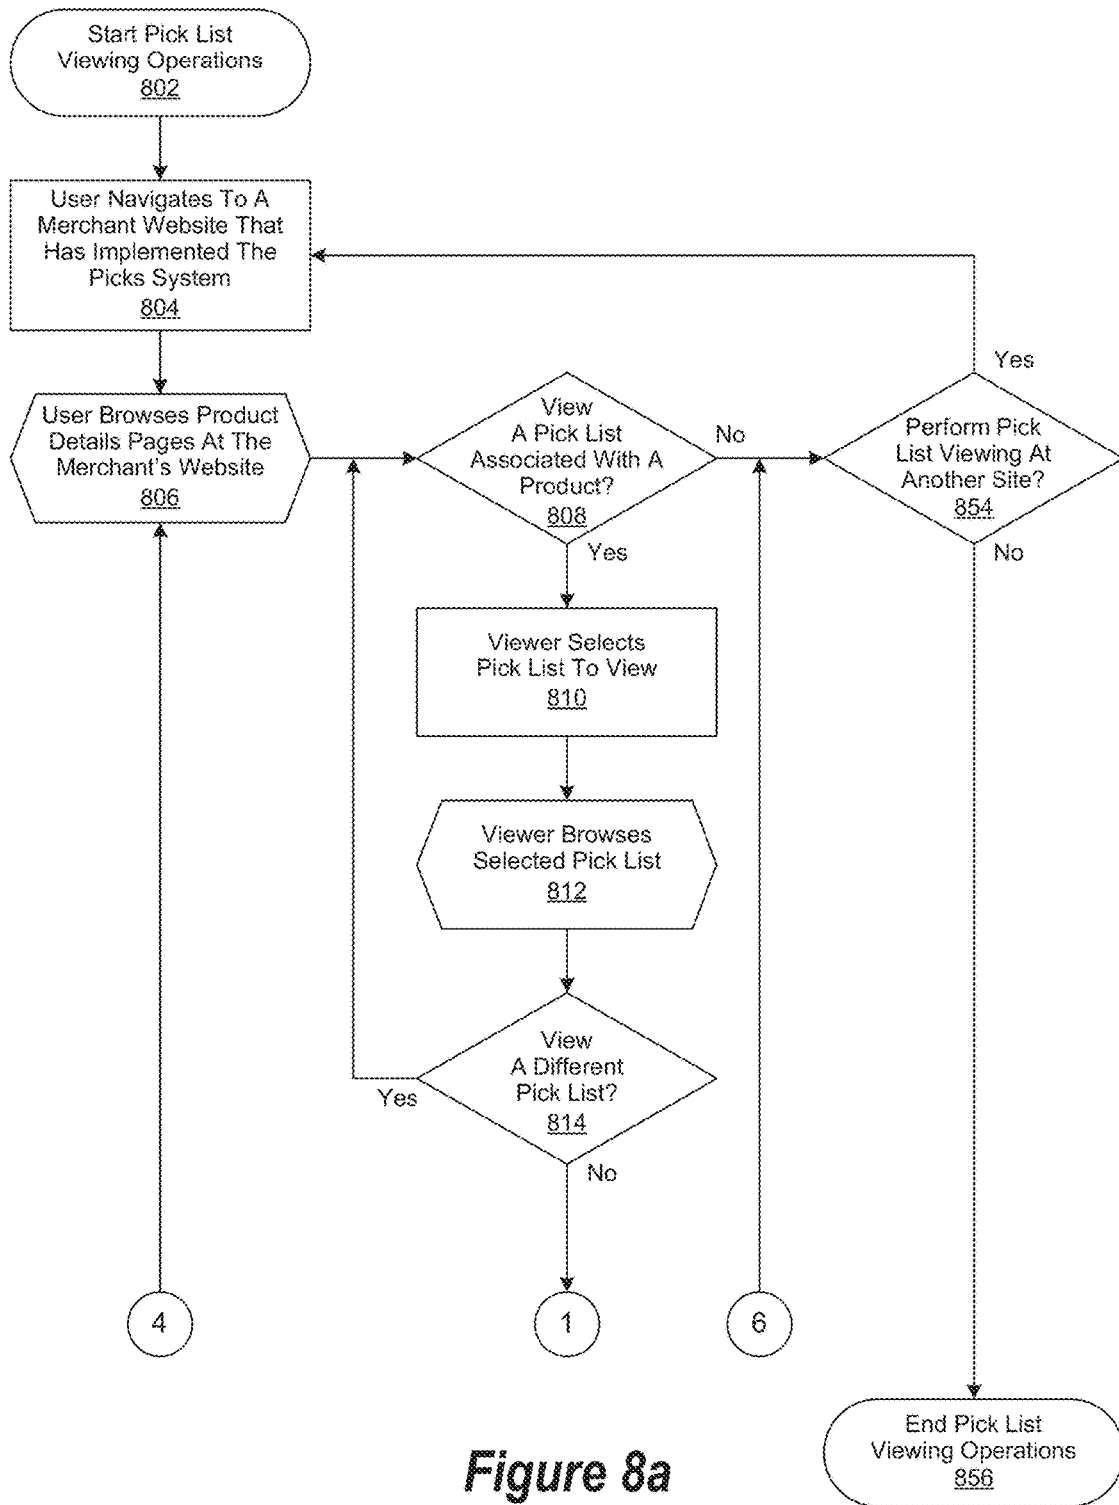 Start Pick List
Viewing Operations
802
User Navigates To A
Merchant Website That
Has Implemented The
Picks System
804
User Browses Product
Details Pages At The
Merchant's Website
806
View
A Pick List
Associated With A
Product?
808
No
Yes
Perform Pick
List Viewing At
Another Site?
854
Yes
No
Viewer Selects
Pick List To View
810
Viewer Browses
Selected Pick List
812
View
A Different
Pick List?
814
Yes
No
4
1
6
End Pick List
Viewing Operations
856
Figure 8a